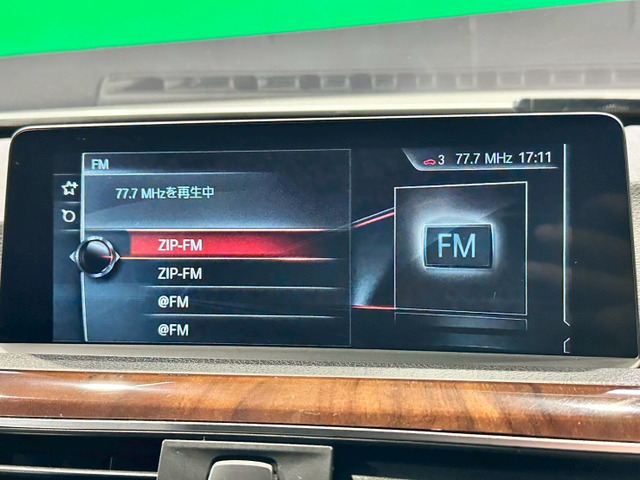 FM
3 77.7 MHz 17:11
77.7 MHzを再生中
ZIP-FM
ZIP-FM
@FM
@FM
FM